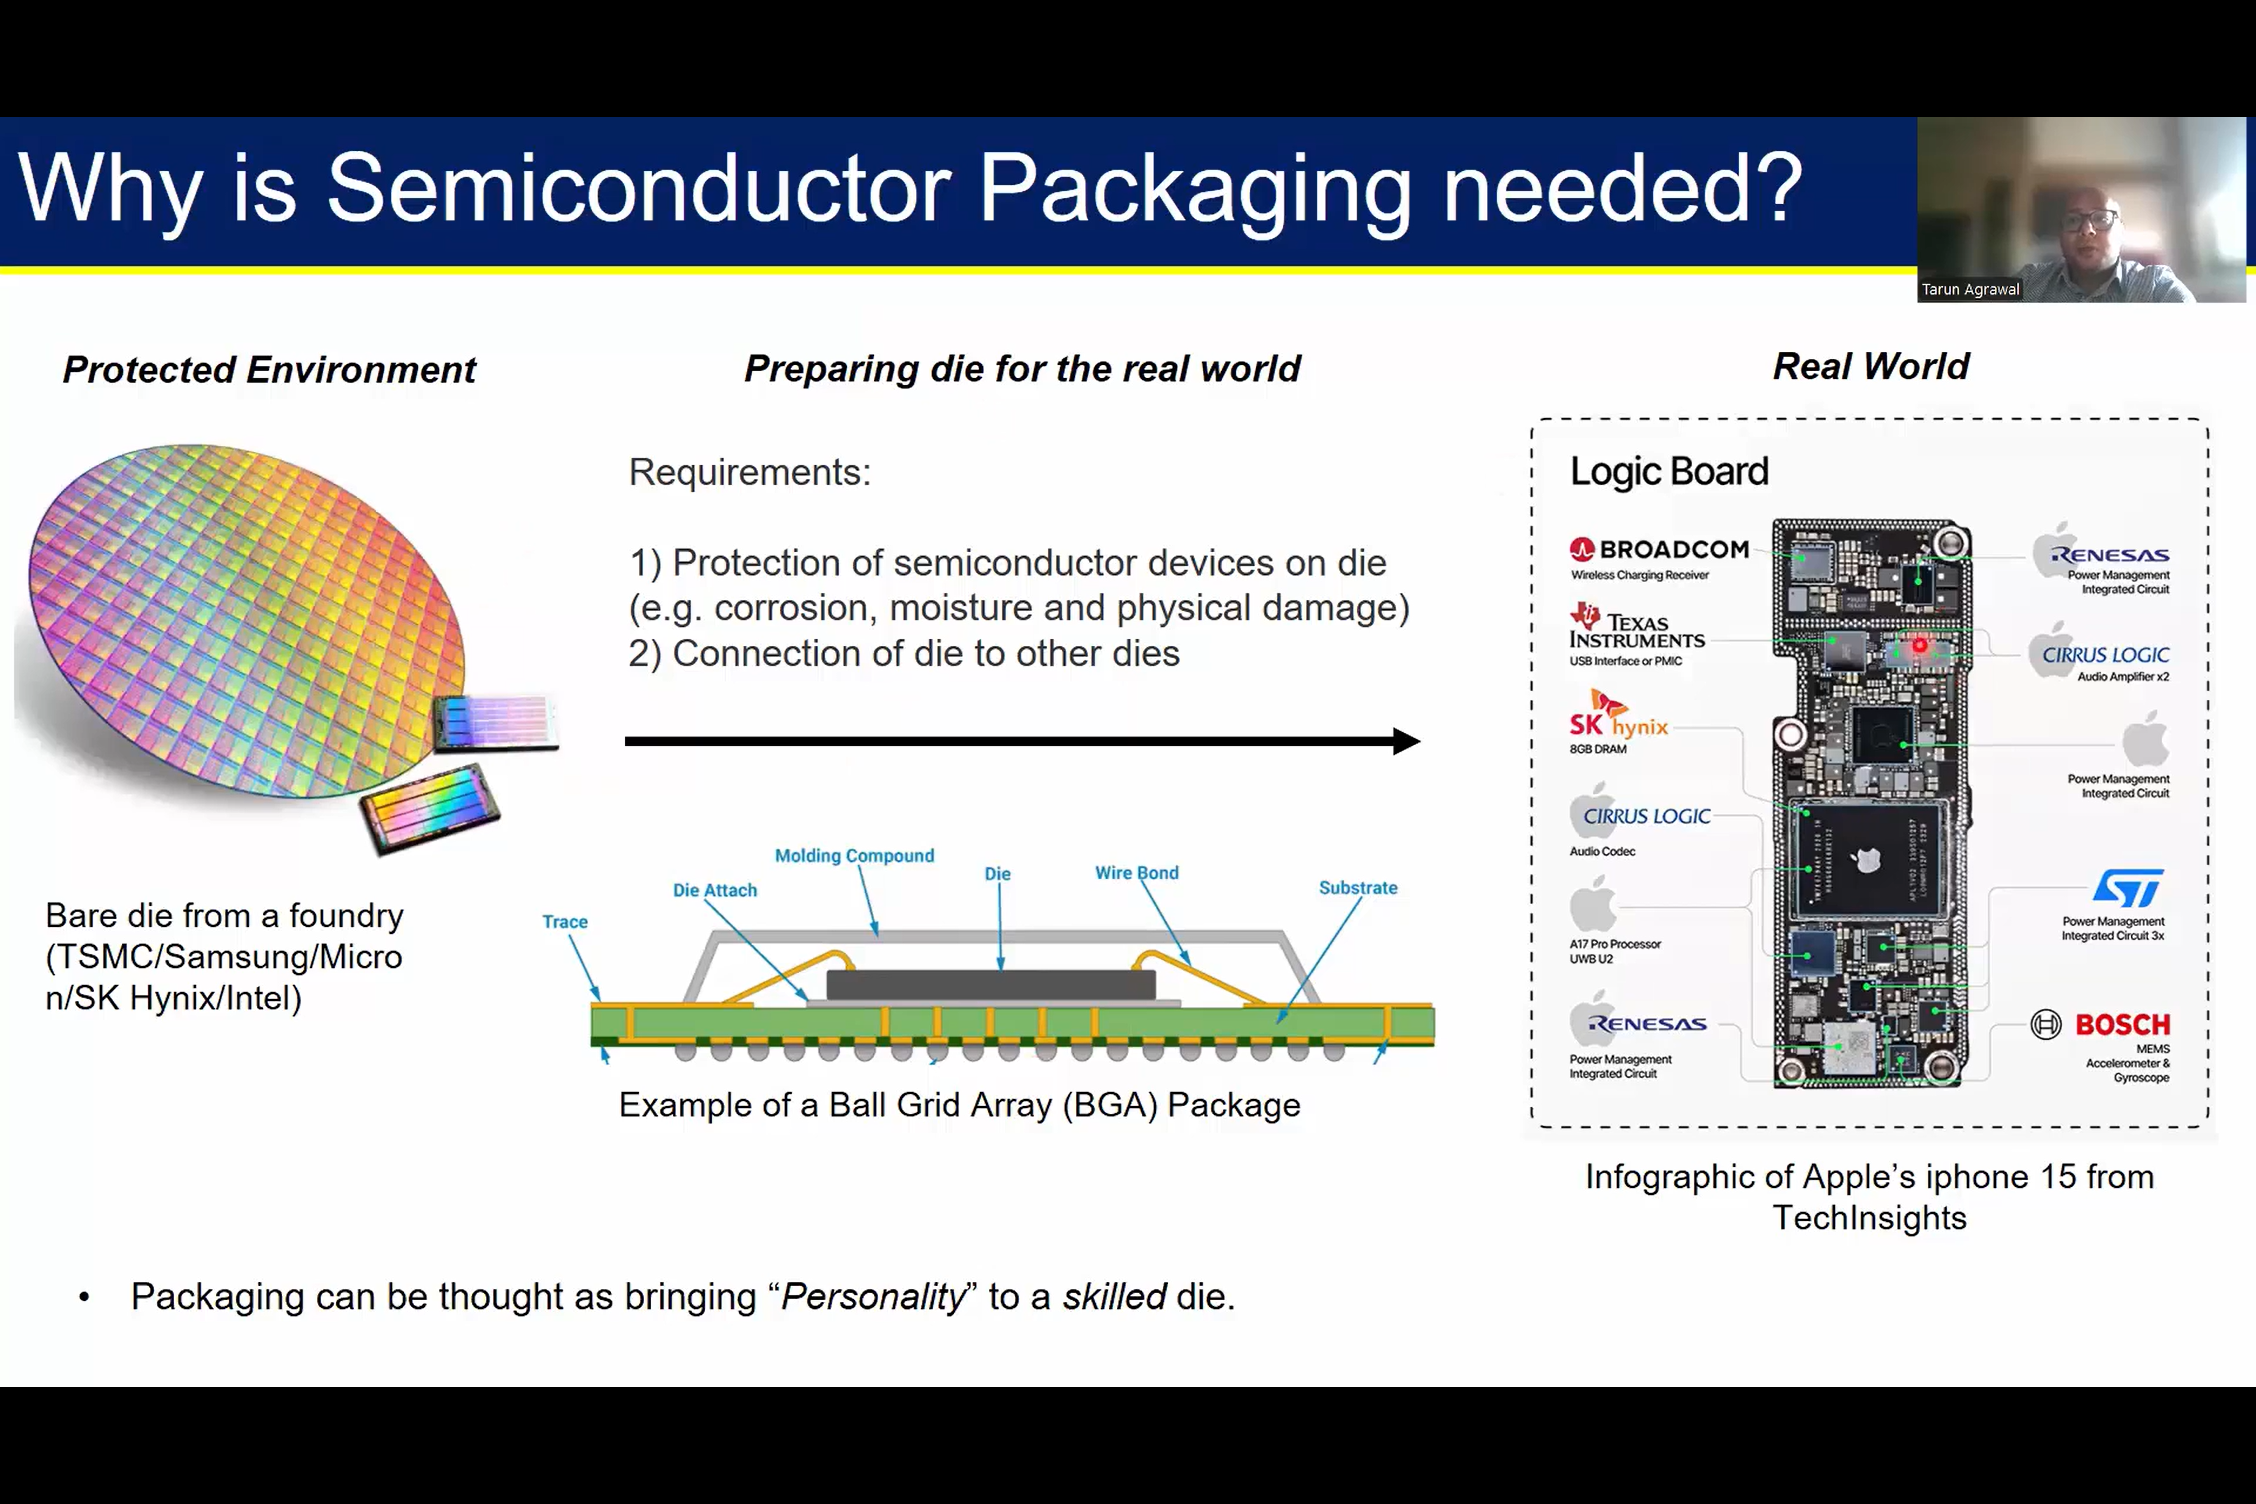 Why is Semiconductor Packaging needed?
Tarun Agrawal
Protected Environment
Bare die from a foundry
(TSMC/Samsung/Micro
n/SK Hynix/Intel)
Preparing die for the real world
Requirements:
1) Protection of semiconductor devices on die
(e.g. corrosion, moisture and physical damage)
2) Connection of die to other dies
Trace
Die Attach
Molding Compound
Die
Wire Bond
Substrate
Example of a Ball Grid Array (BGA) Package
Real World
Logic Board
BROADCOM
Wireless Charging Receiver
TEXAS
INSTRUMENTS
USB Interface or PMIC
SK hynix
8GB DRAM
CIRRUS LOGIC
Audio Codec
A17 Pro Processor
UWB U2
RENESAS
Power Management
Integrated Circuit
RENESAS
Power Management
Integrated Circuit
CIRRUS LOGIC
Audio Amplifier x2
Power Management
Integrated Circuit
ST
Power Management
Integrated Circuit 3x
BOSCH
MEMS
Accelerometer &
Gyroscope
Infographic of Apple’s iphone 15 from
TechInsights
• Packaging can be thought as bringing “Personality” to a skilled die.